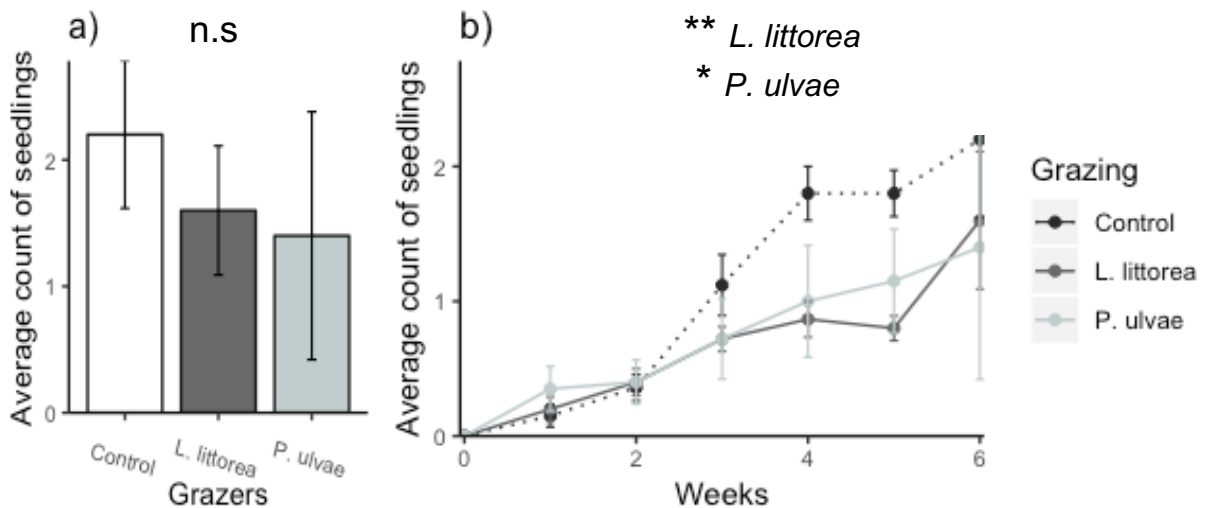 a)
n.s
Average count of seedlings
2
1
0
Control
L. littorea
P. ulvae
Grazers
b)
** L. littorea
* P. ulvae
Average count of seedlings
2
1
0
0
2
4
6
Weeks
Grazing
Control
L. littorea
P. ulvae